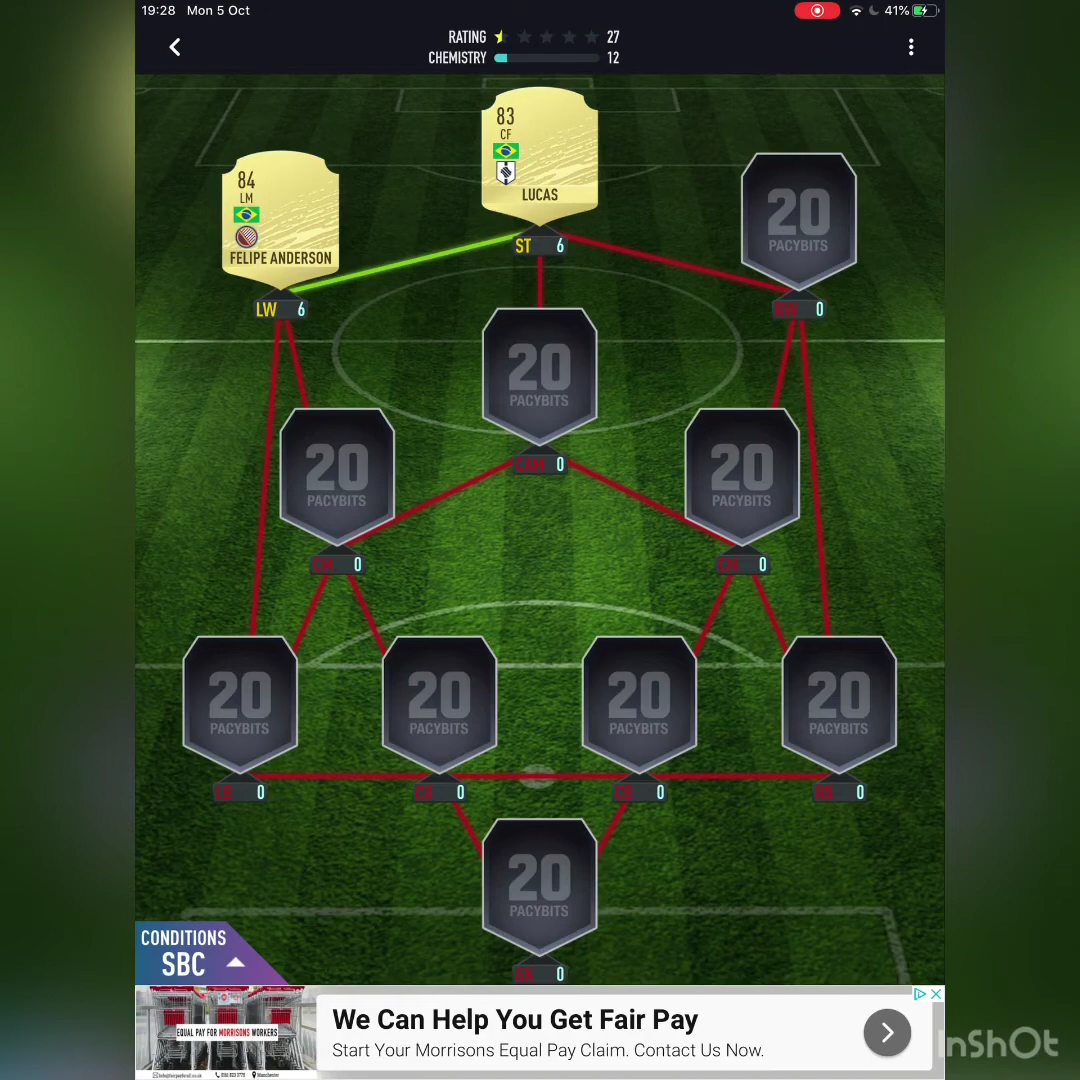 19:28 Mon 5 Oct
41%
RATING 27
CHEMISTRY 12
83
CF
LUCAS
84
LM
FELIPE ANDERSON
20
PACYBITS
ST 6
LW 6
RW 0
20
PACYBITS
CAM 0
20
PACYBITS
20
PACYBITS
CM 0
CM 0
20
PACYBITS
20
PACYBITS
20
PACYBITS
20
PACYBITS
LB 0
CB 0
CB 0
RB 0
20
PACYBITS
GK 0
CONDITIONS
SBC
EQUAL PAY FOR MORRISONS WORKERS
We Can Help You Get Fair Pay
Start Your Morrisons Equal Pay Claim. Contact Us Now.
InShOt